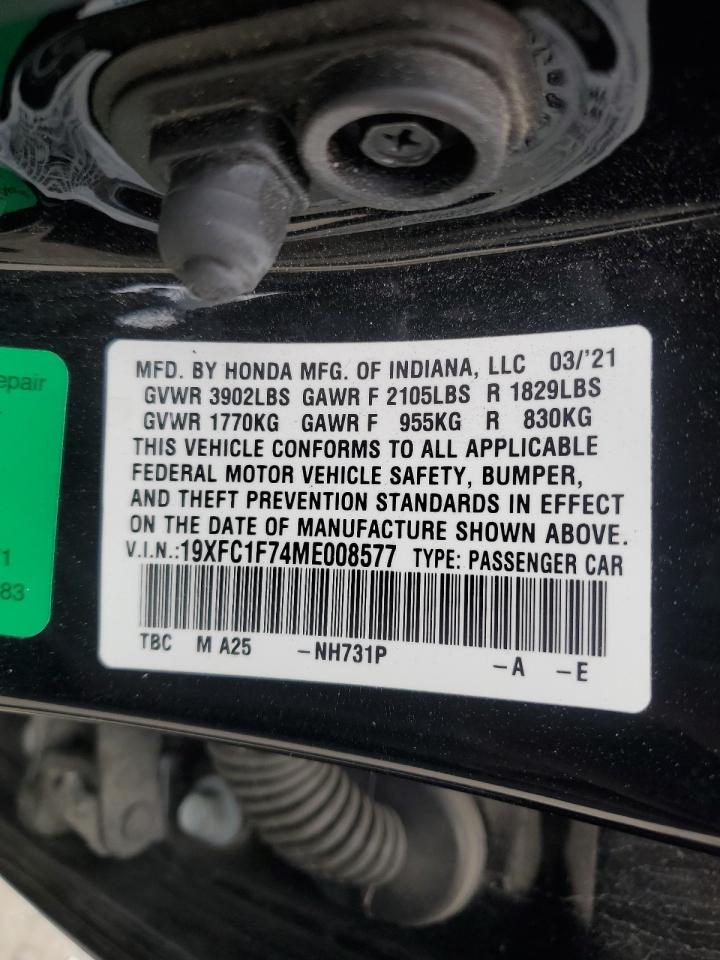 MFD. BY HONDA MFG. OF INDIANA, LLC 03/'21
GVWR 3902LBS GAWR F 2105LBS R 1829LBS
GVWR 1770KG GAWR F 955KG R 830KG
THIS VEHICLE CONFORMS TO ALL APPLICABLE
FEDERAL MOTOR VEHICLE SAFETY, BUMPER,
AND THEFT PREVENTION STANDARDS IN EFFECT
ON THE DATE OF MANUFACTURE SHOWN ABOVE.
V.I.N.:19XFC1F74ME008577 TYPE: PASSENGER CAR
TBC M A25 -NH731P -A -E
epair
1
83